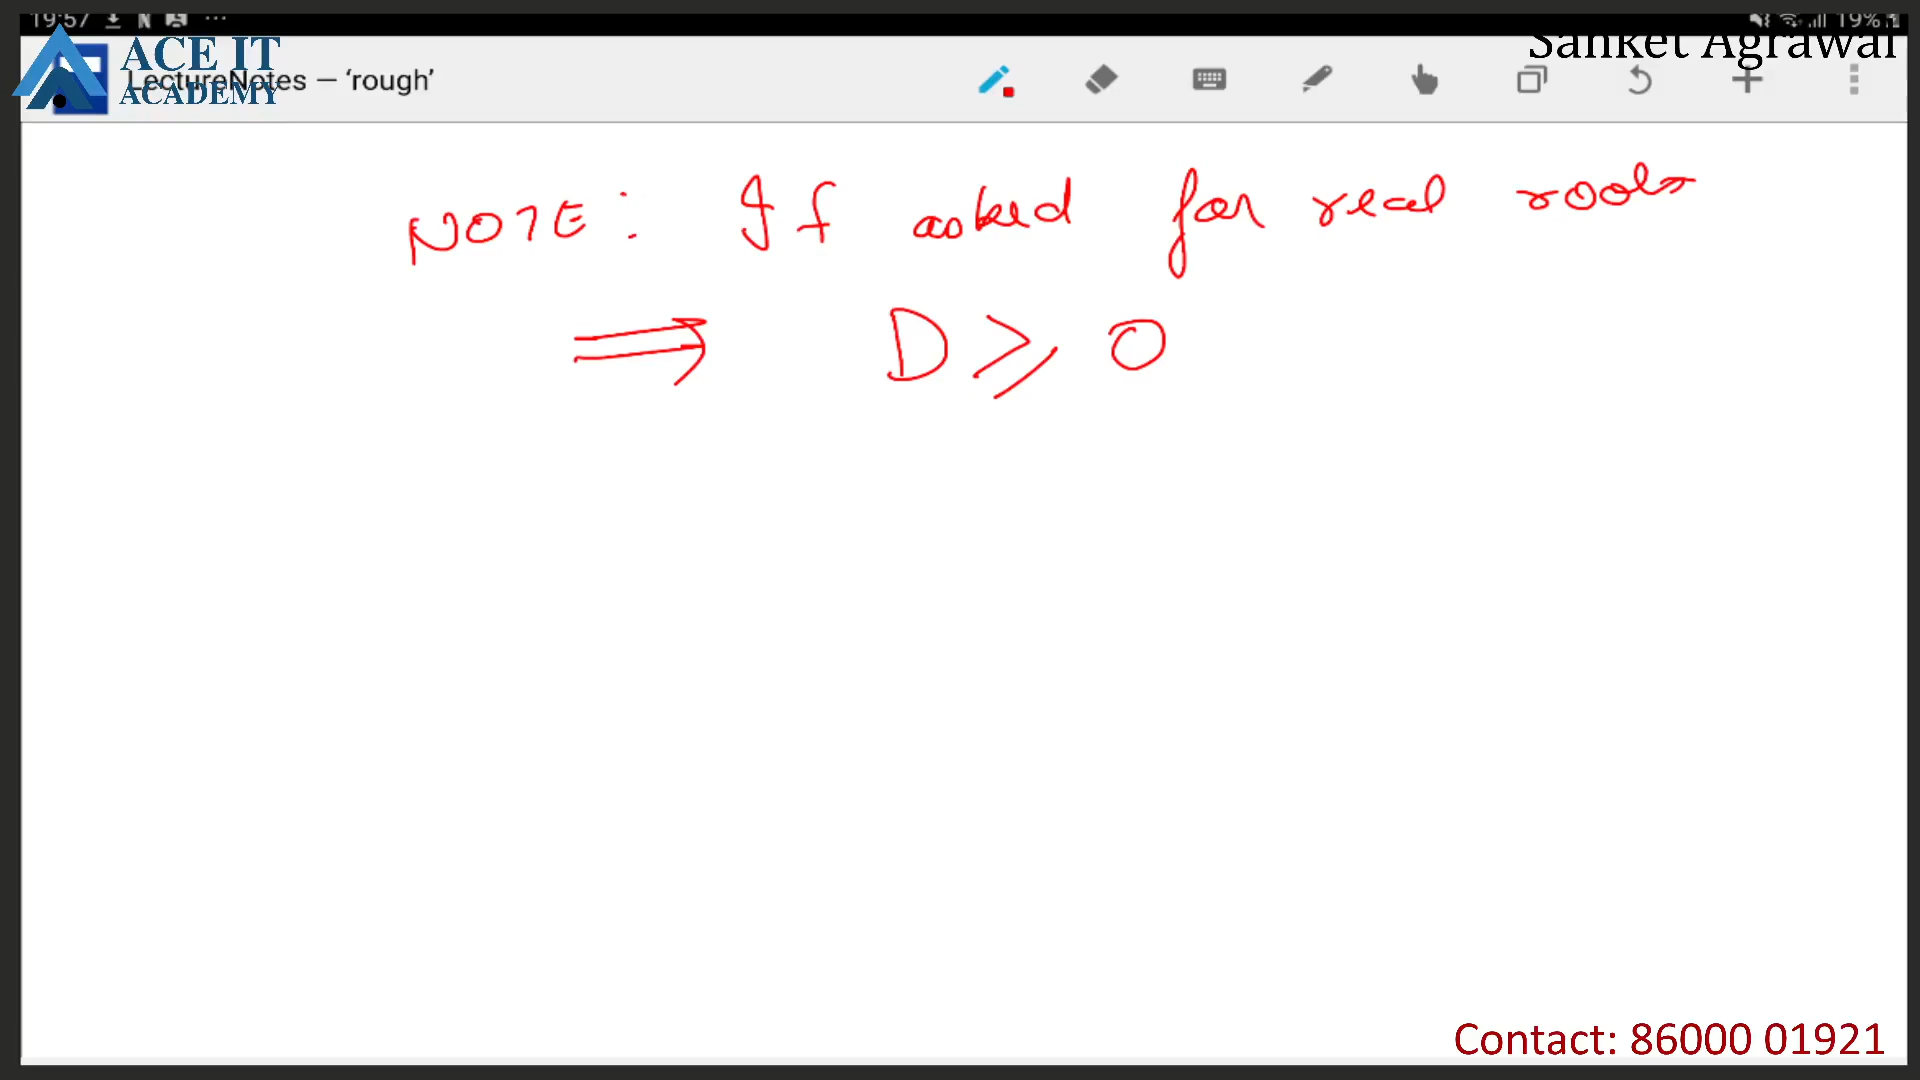 19:57 N ... 19%
Sanket Agrawal
ACE IT
ACADEMY
LectureNotes — ‘rough’
NOTE: If asked for real roots
⟹ D ⩾ 0
Contact: 86000 01921